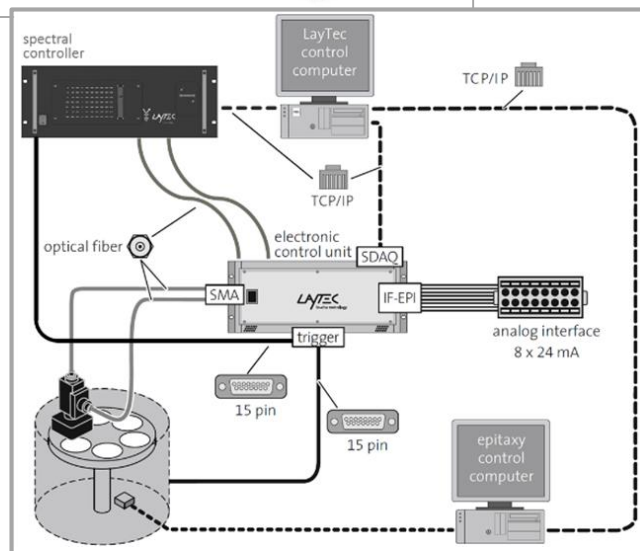 spectral
controller
LAYTEC
LayTec
control
computer
TCP/IP
TCP/IP
optical fiber
electronic
control unit
SDAQ
SMA
LAYTEC
IF-EPI
trigger
analog interface
8 x 24 mA
15 pin
15 pin
epitaxy
control
computer